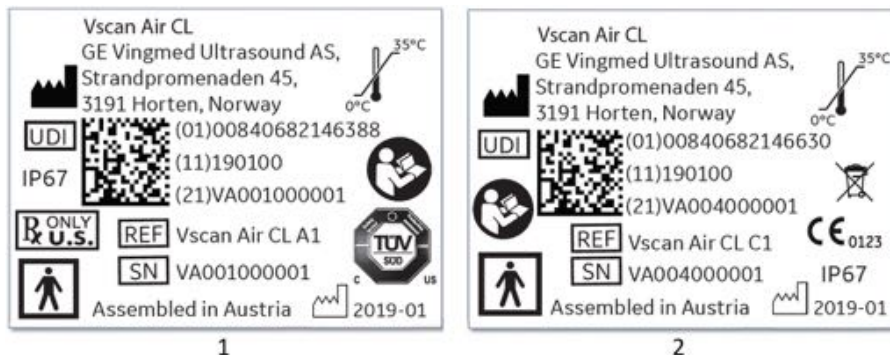 Vscan Air CL
GE Vingmed Ultrasound AS,
Strandpromenaden 45,
3191 Horten, Norway
35°C
0°C
UDI
(01)00840682146388
(11)190100
(21)VA001000001
IP67
Rx ONLY
U.S.
REF Vscan Air CL A1
TÜV
SÜD
C US
SN VA001000001
Assembled in Austria 2019-01
1
Vscan Air CL
GE Vingmed Ultrasound AS,
Strandpromenaden 45,
3191 Horten, Norway
35°C
0°C
UDI
(01)00840682146630
(11)190100
(21)VA004000001
REF Vscan Air CL C1
CE 0123
SN VA004000001
IP67
Assembled in Austria 2019-01
2